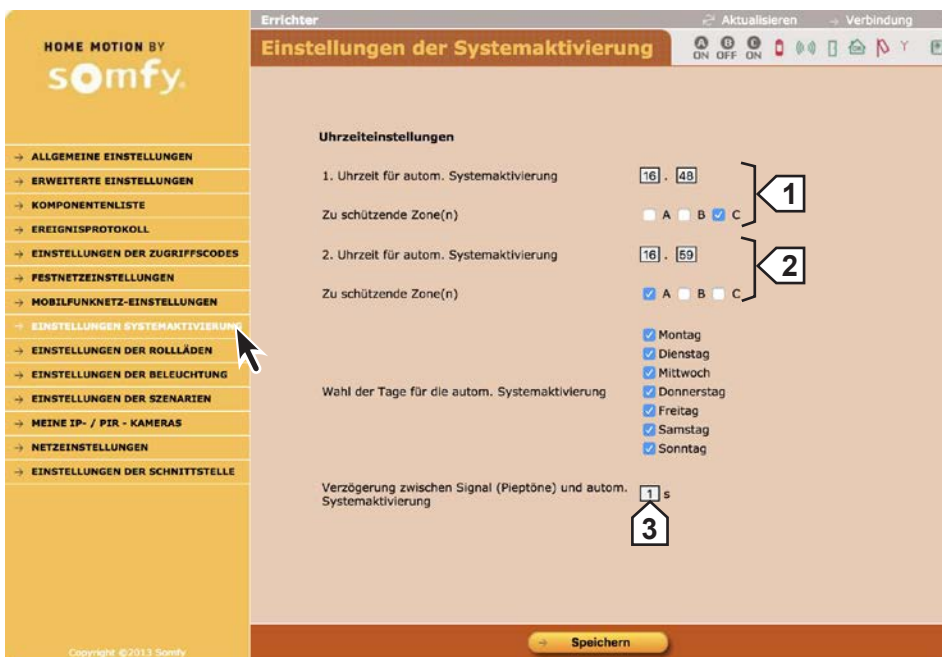 Errichter
Aktualisieren → Verbindung
HOME MOTION BY
somfy.
Einstellungen der Systemaktivierung
A B C
ON OFF ON
→ ALLGEMEINE EINSTELLUNGEN
→ ERWEITERTE EINSTELLUNGEN
→ KOMPONENTENLISTE
→ EREIGNISPROTOKOLL
→ EINSTELLUNGEN DER ZUGRIFFSCODES
→ FESTNETZEINSTELLUNGEN
→ MOBILFUNKNETZ-EINSTELLUNGEN
→ EINSTELLUNGEN SYSTEMAKTIVIERUNG
→ EINSTELLUNGEN DER ROLLLÄDEN
→ EINSTELLUNGEN DER BELEUCHTUNG
→ EINSTELLUNGEN DER SZENARIEN
→ MEINE IP- / PIR - KAMERAS
→ NETZEINSTELLUNGEN
→ EINSTELLUNGEN DER SCHNITTSTELLE
Uhrzeiteinstellungen
1. Uhrzeit für autom. Systemaktivierung 16 . 48
Zu schützende Zone(n) A B C
1
2. Uhrzeit für autom. Systemaktivierung 16 . 59
Zu schützende Zone(n) A B C
2
Wahl der Tage für die autom. Systemaktivierung
Montag
Dienstag
Mittwoch
Donnerstag
Freitag
Samstag
Sonntag
Verzögerung zwischen Signal (Pieptöne) und autom.
Systemaktivierung
1 s
3
→ Speichern
Copyright ©2013 Somfy